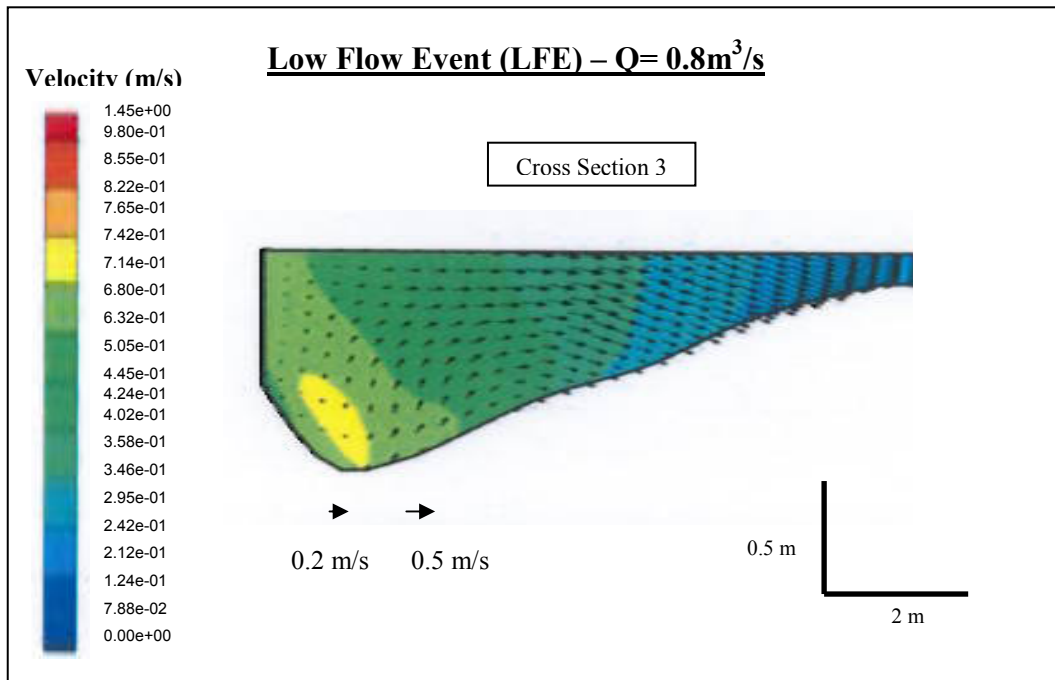 Low Flow Event (LFE) – Q= 0.8m³/s
Velocity (m/s)
1.45e+00
9.80e-01
8.55e-01
8.22e-01
7.65e-01
7.42e-01
7.14e-01
6.80e-01
6.32e-01
5.05e-01
4.45e-01
4.24e-01
4.02e-01
3.58e-01
3.46e-01
2.95e-01
2.42e-01
2.12e-01
1.24e-01
7.88e-02
0.00e+00
Cross Section 3
0.2 m/s
0.5 m/s
0.5 m
2 m